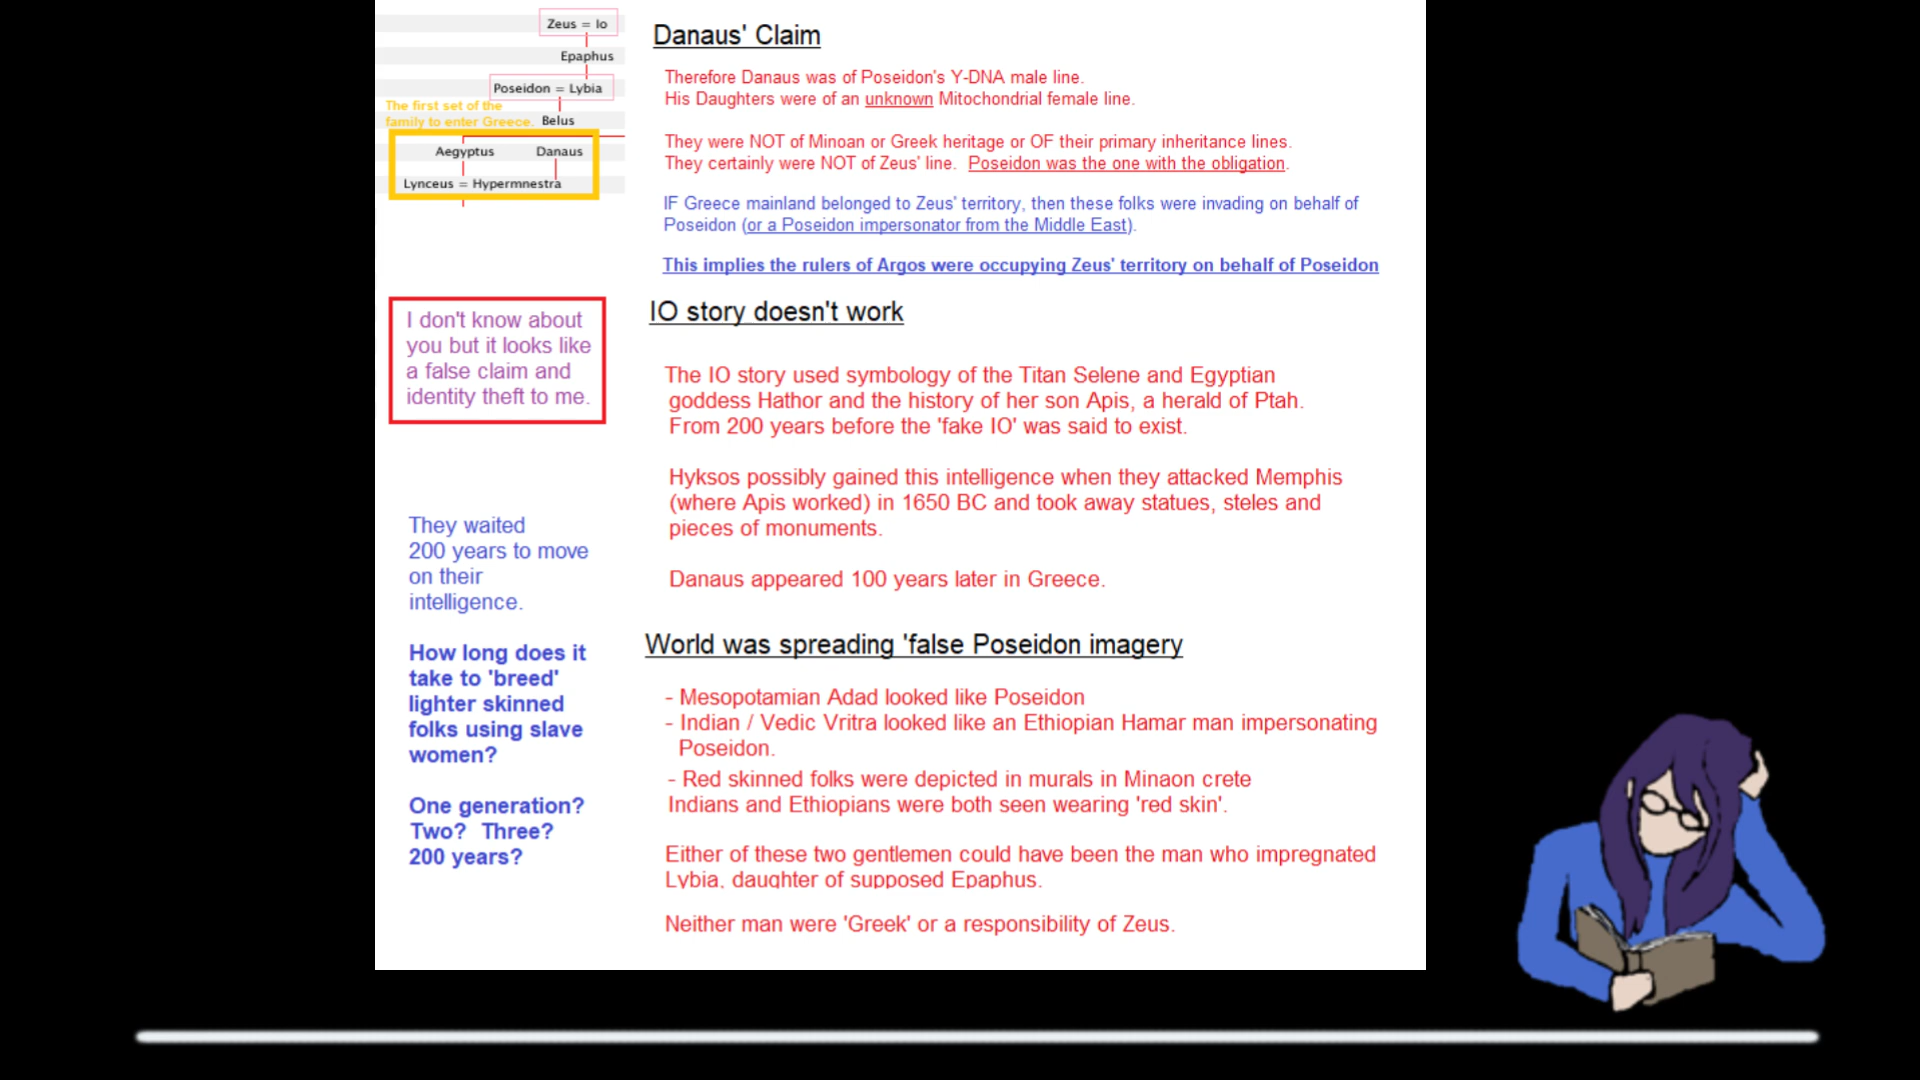 Zeus = Io
Epaphus
Poseidon = Lybia
The first set of the
family to enter Greece.
Belus
Aegyptus Danaus
Lynceus = Hypermnestra
Danaus' Claim
Therefore Danaus was of Poseidon's Y-DNA male line.
His Daughters were of an unknown Mitochondrial female line.
They were NOT of Minoan or Greek heritage or OF their primary inheritance lines.
They certainly were NOT of Zeus' line. Poseidon was the one with the obligation.
IF Greece mainland belonged to Zeus' territory, then these folks were invading on behalf of
Poseidon (or a Poseidon impersonator from the Middle East).
This implies the rulers of Argos were occupying Zeus' territory on behalf of Poseidon
I don't know about
you but it looks like
a false claim and
identity theft to me.
IO story doesn't work
The IO story used symbology of the Titan Selene and Egyptian
goddess Hathor and the history of her son Apis, a herald of Ptah.
From 200 years before the 'fake IO' was said to exist.
Hyksos possibly gained this intelligence when they attacked Memphis
(where Apis worked) in 1650 BC and took away statues, steles and
pieces of monuments.
Danaus appeared 100 years later in Greece.
They waited
200 years to move
on their
intelligence.
How long does it
take to 'breed'
lighter skinned
folks using slave
women?
One generation?
Two? Three?
200 years?
World was spreading 'false Poseidon imagery
- Mesopotamian Adad looked like Poseidon
- Indian / Vedic Vritra looked like an Ethiopian Hamar man impersonating
Poseidon.
- Red skinned folks were depicted in murals in Minaon crete
Indians and Ethiopians were both seen wearing 'red skin'.
Either of these two gentlemen could have been the man who impregnated
Lybia, daughter of supposed Epaphus.
Neither man were 'Greek' or a responsibility of Zeus.